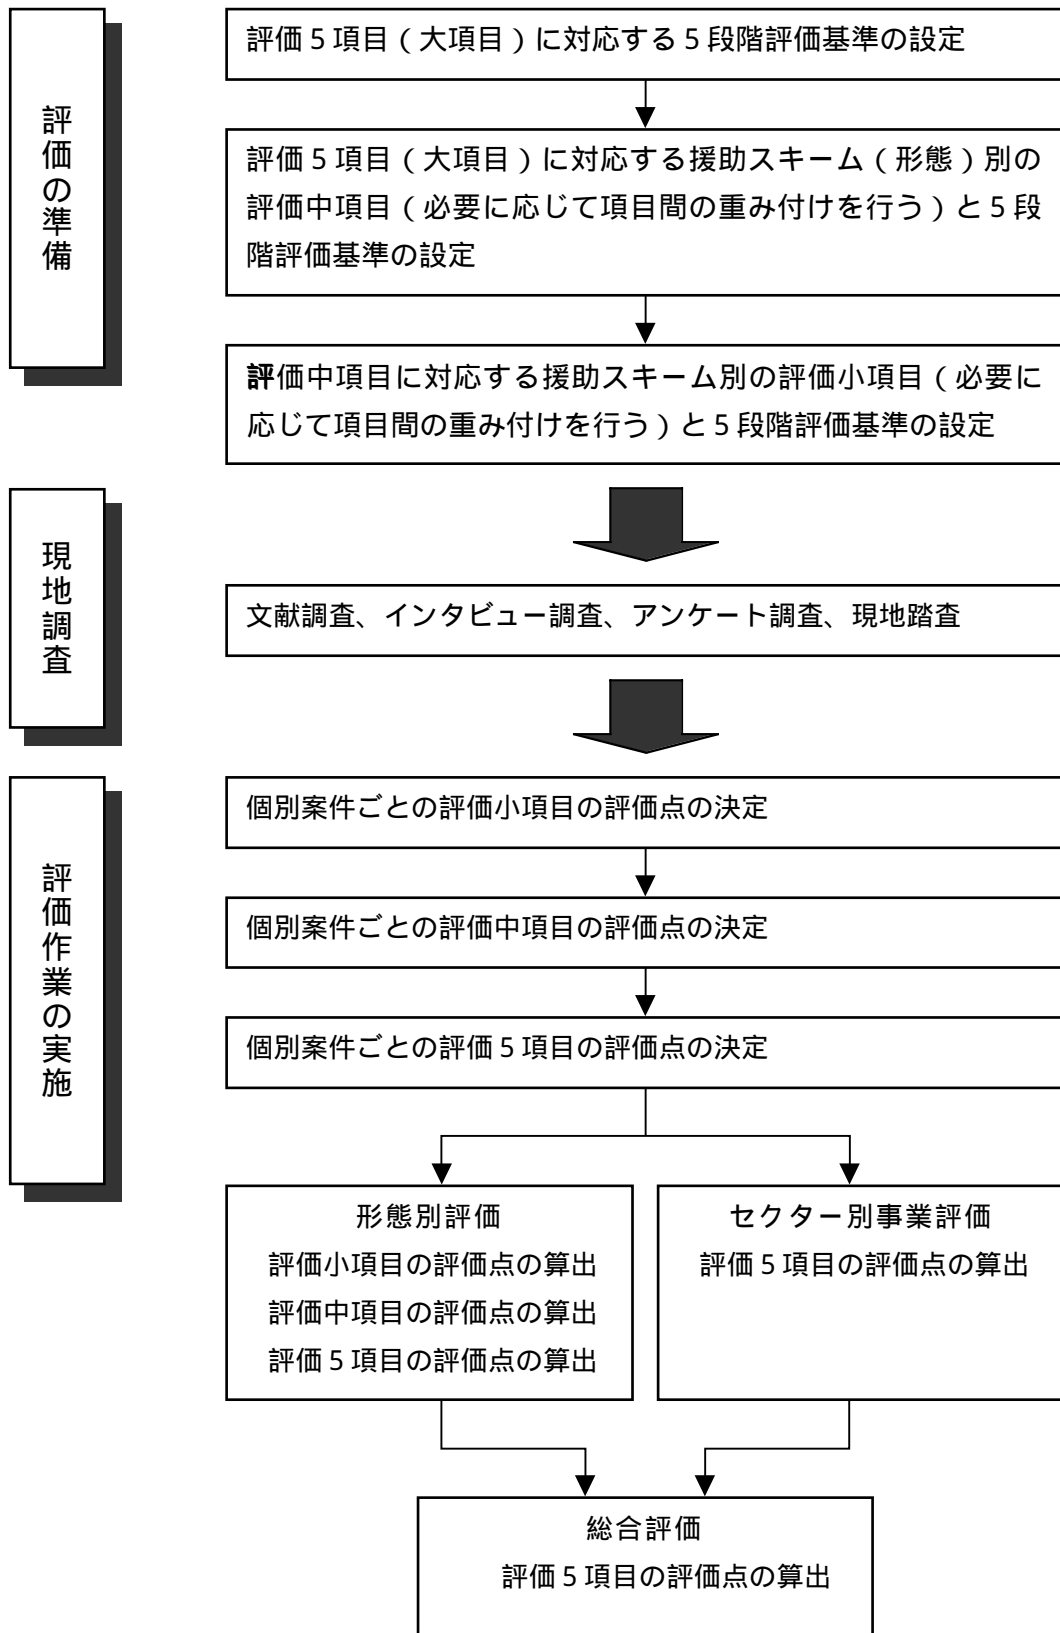 評価の準備
評価５項目（大項目）に対応する５段階評価基準の設定
評価５項目（大項目）に対応する援助スキーム（形態）別の
評価中項目（必要に応じて項目間の重み付けを行う）と５段
階評価基準の設定
評価中項目に対応する援助スキーム別の評価小項目（必要に
応じて項目間の重み付けを行う）と５段階評価基準の設定
現地調査
文献調査、インタビュー調査、アンケート調査、現地踏査
評価作業の実施
個別案件ごとの評価小項目の評価点の決定
個別案件ごとの評価中項目の評価点の決定
個別案件ごとの評価５項目の評価点の決定
形態別評価
評価小項目の評価点の算出
評価中項目の評価点の算出
評価５項目の評価点の算出
セクター別事業評価
評価５項目の評価点の算出
総合評価
評価５項目の評価点の算出